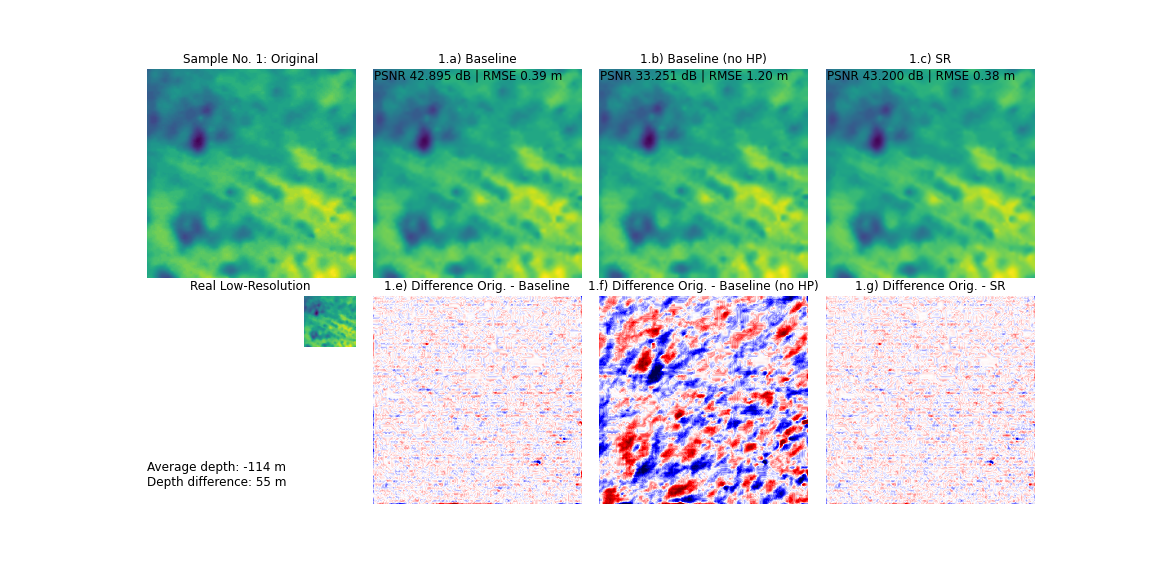 Sample No. 1: Original
1.a) Baseline
1.b) Baseline (no HP)
1.c) SR
PSNR 42.895 dB | RMSE 0.39 m
PSNR 33.251 dB | RMSE 1.20 m
PSNR 43.200 dB | RMSE 0.38 m
Real Low-Resolution
1.e) Difference Orig. - Baseline
1.f) Difference Orig. - Baseline (no HP)
1.g) Difference Orig. - SR
Average depth: -114 m
Depth difference: 55 m